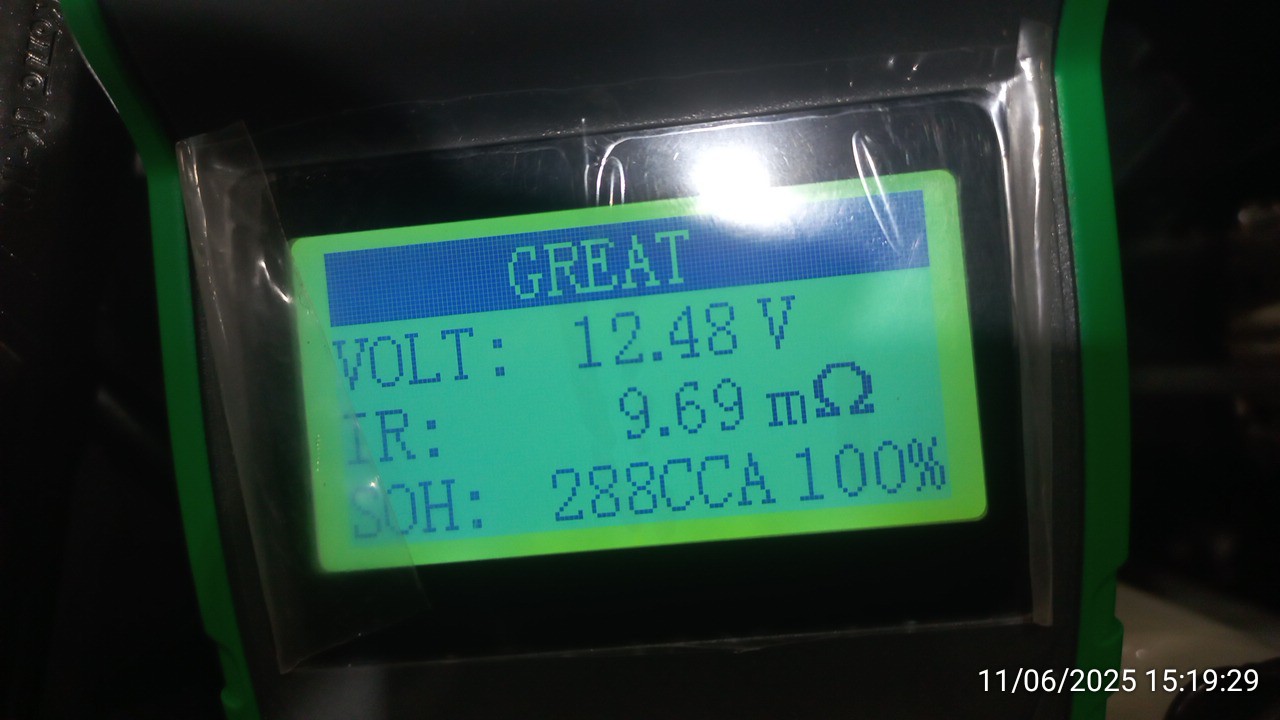 GREAT
VOLT: 12.48 V
IR: 9.69 mΩ
SOH: 288CCA 100%
11/06/2025 15:19:29